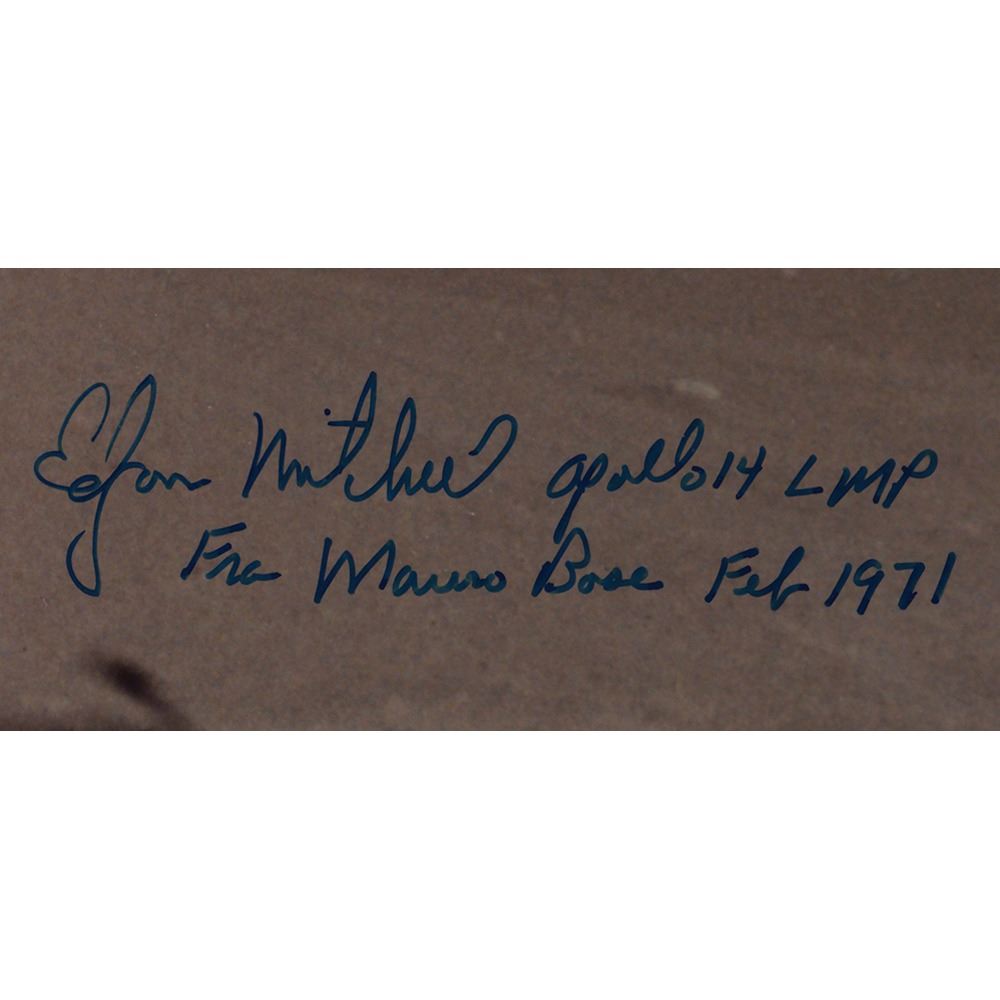 Edgar Mitchell Apollo 14 LMP
Fra Mauro Base Feb 1971